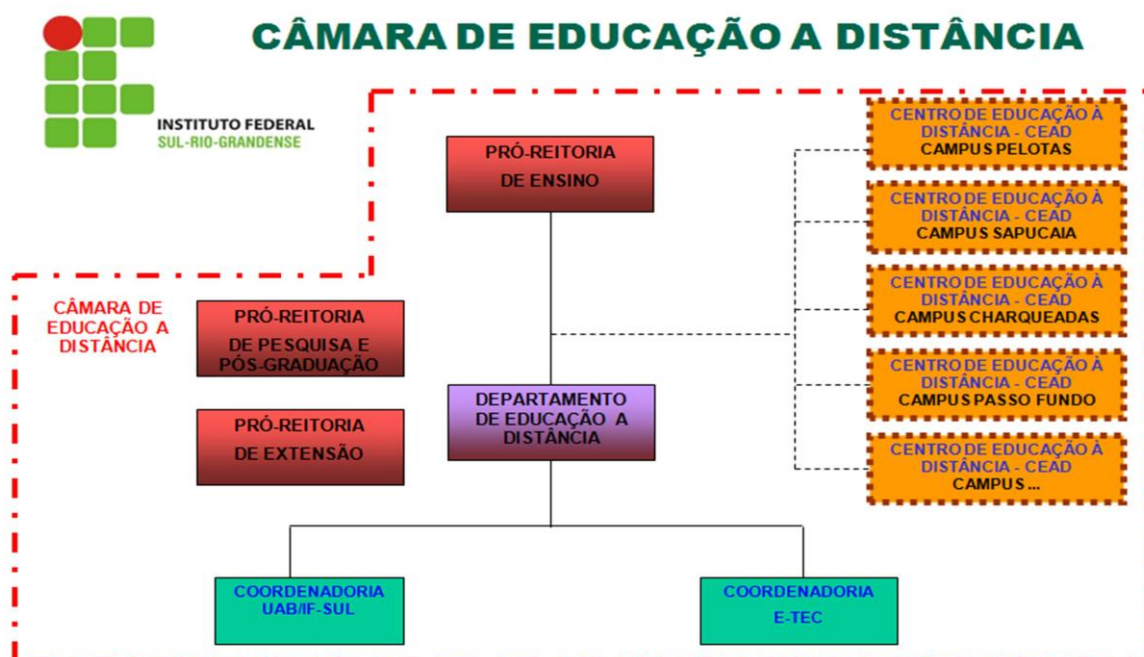 CÂMARA DE EDUCAÇÃO A DISTÂNCIA
INSTITUTO FEDERAL
SUL-RIO-GRANDENSE
PRÓ-REITORIA
DE ENSINO
CENTRO DE EDUCAÇÃO À
DISTÂNCIA - CEAD
CAMPUS PELOTAS
CENTRO DE EDUCAÇÃO À
DISTÂNCIA - CEAD
CAMPUS SAPUCAIA
CENTRO DE EDUCAÇÃO À
DISTÂNCIA - CEAD
CAMPUS CHARQUEADAS
CENTRO DE EDUCAÇÃO À
DISTÂNCIA - CEAD
CAMPUS PASSO FUNDO
CENTRO DE EDUCAÇÃO À
DISTÂNCIA - CEAD
CAMPUS ...
CÂMARA DE
EDUCAÇÃO A
DISTÂNCIA
PRÓ-REITORIA
DE PESQUISA E
PÓS-GRADUAÇÃO
PRÓ-REITORIA
DE EXTENSÃO
DEPARTAMENTO
DE EDUCAÇÃO A
DISTÂNCIA
COORDENADORIA
UAB/IF-SUL
COORDENADORIA
E-TEC